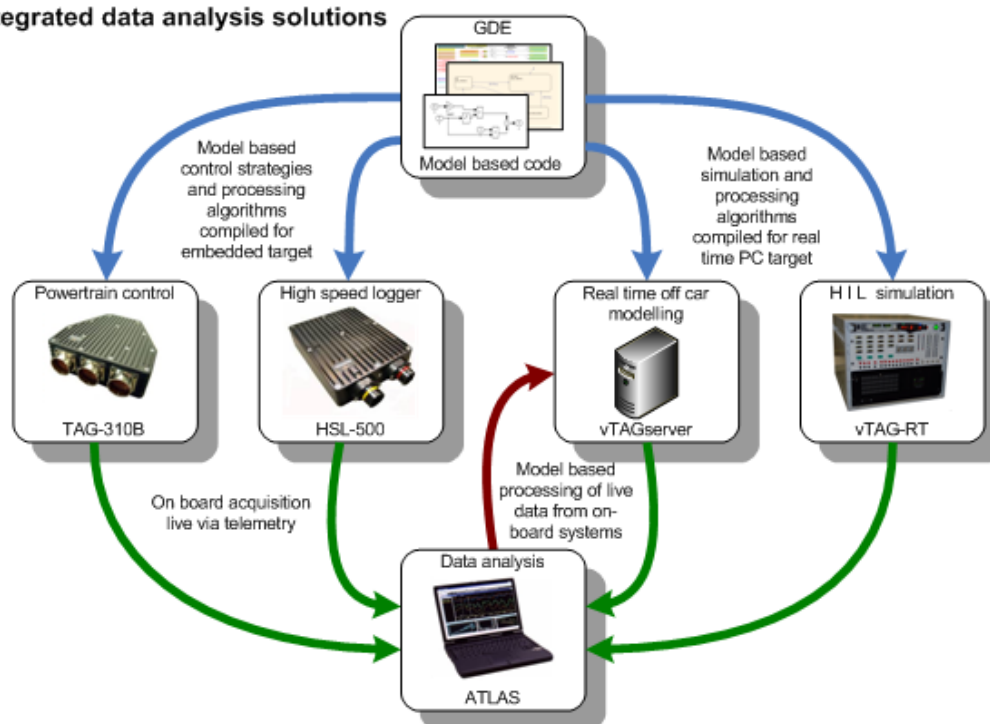 tegrated data analysis solutions
GDE
Model based code
Model based
control strategies
and processing
algorithms
compiled for
embedded target
Model based
simulation and
processing
algorithms
compiled for real
time PC target
Powertrain control
TAG-310B
High speed logger
HSL-500
Real time off car
modelling
vTAGserver
H I L simulation
vTAG-RT
On board acquisition
live via telemetry
Model based
processing of live
data from on-
board systems
Data analysis
ATLAS